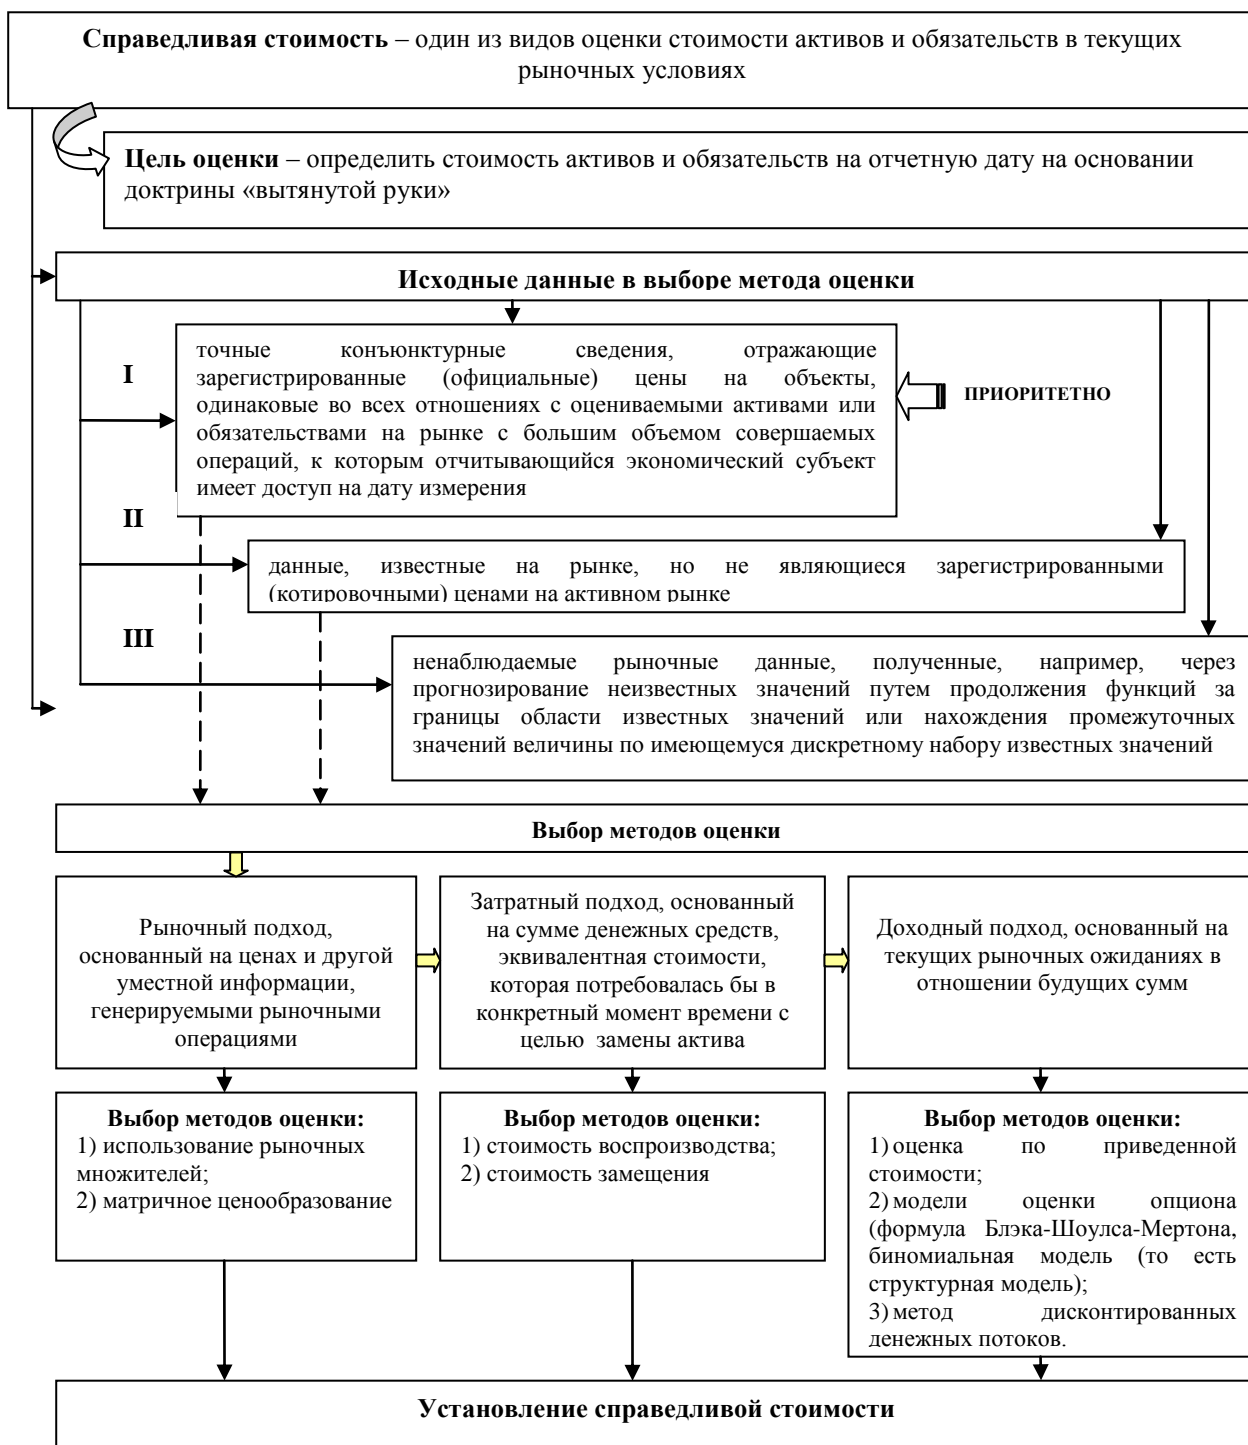 Справедливая стоимость – один из видов оценки стоимости активов и обязательств в текущих
рыночных условиях
Цель оценки – определить стоимость активов и обязательств на отчетную дату на основании
доктрины «вытянутой руки»
Исходные данные в выборе метода оценки
I
точные конъюнктурные сведения, отражающие
зарегистрированные (официальные) цены на объекты,
одинаковые во всех отношениях с оцениваемыми активами или
обязательствами на рынке с большим объемом совершаемых
операций, к которым отчитывающийся экономический субъект
имеет доступ на дату измерения
ПРИОРИТЕТНО
II
данные, известные на рынке, но не являющиеся зарегистрированными
(котировочными) ценами на активном рынке
III
ненаблюдаемые рыночные данные, полученные, например, через
прогнозирование неизвестных значений путем продолжения функций за
границы области известных значений или нахождения промежуточных
значений величины по имеющемуся дискретному набору известных значений
Выбор методов оценки
Рыночный подход,
основанный на ценах и другой
уместной информации,
генерируемыми рыночными
операциями
Затратный подход, основанный
на сумме денежных средств,
эквивалентная стоимости,
которая потребовалась бы в
конкретный момент времени с
целью замены актива
Доходный подход, основанный на
текущих рыночных ожиданиях в
отношении будущих сумм
Выбор методов оценки:
1) использование рыночных
множителей;
2) матричное ценообразование
Выбор методов оценки:
1) стоимость воспроизводства;
2) стоимость замещения
Выбор методов оценки:
1) оценка по приведенной
стоимости;
2) модели оценки опциона
(формула Блэка-Шоулса-Мертона,
биномиальная модель (то есть
структурная модель);
3) метод дисконтированных
денежных потоков.
Установление справедливой стоимости